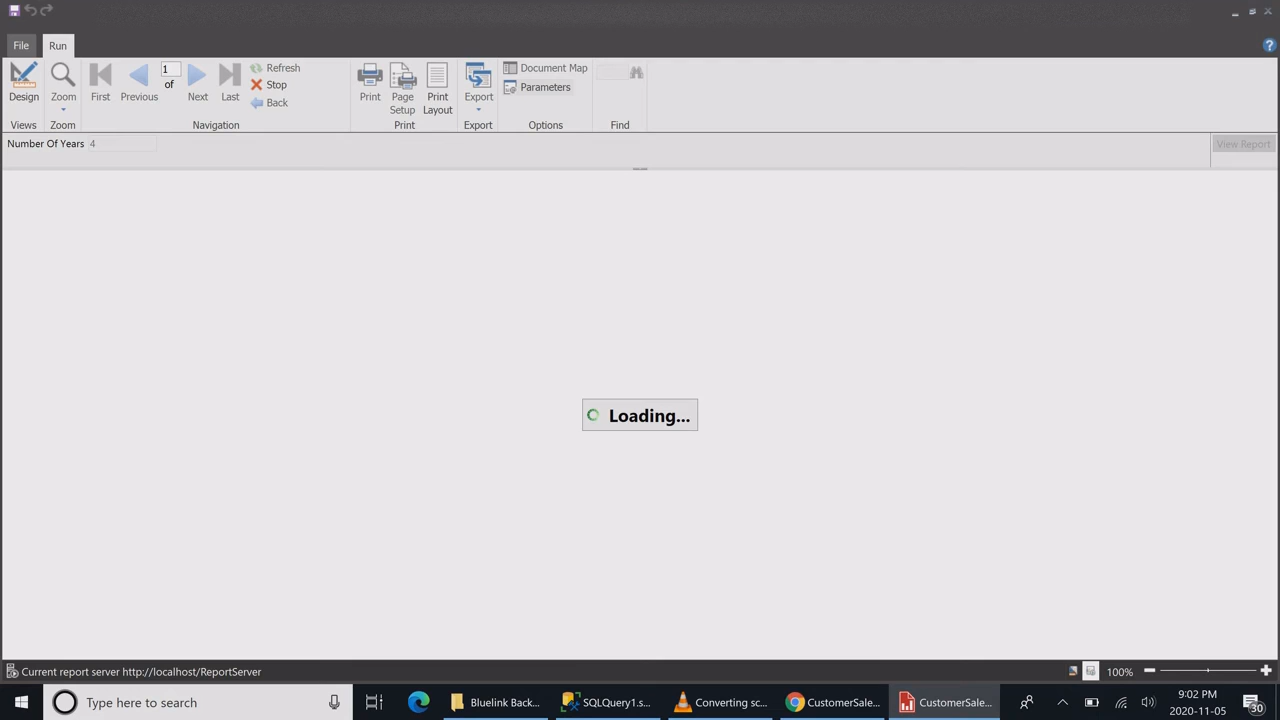 File
Run
Design
Zoom
First
Previous
1
of
Next
Last
Refresh
Stop
Back
Print
Page
Setup
Print
Layout
Export
Document Map
Parameters
Views
Zoom
Navigation
Print
Export
Options
Find
Number Of Years 4
View Report
Loading...
Current report server http://localhost/ReportServer
100%
Type here to search
Bluelink Back...
SQLQuery1.s...
Converting sc...
CustomerSale...
CustomerSale...
9:02 PM
2020-11-05
30